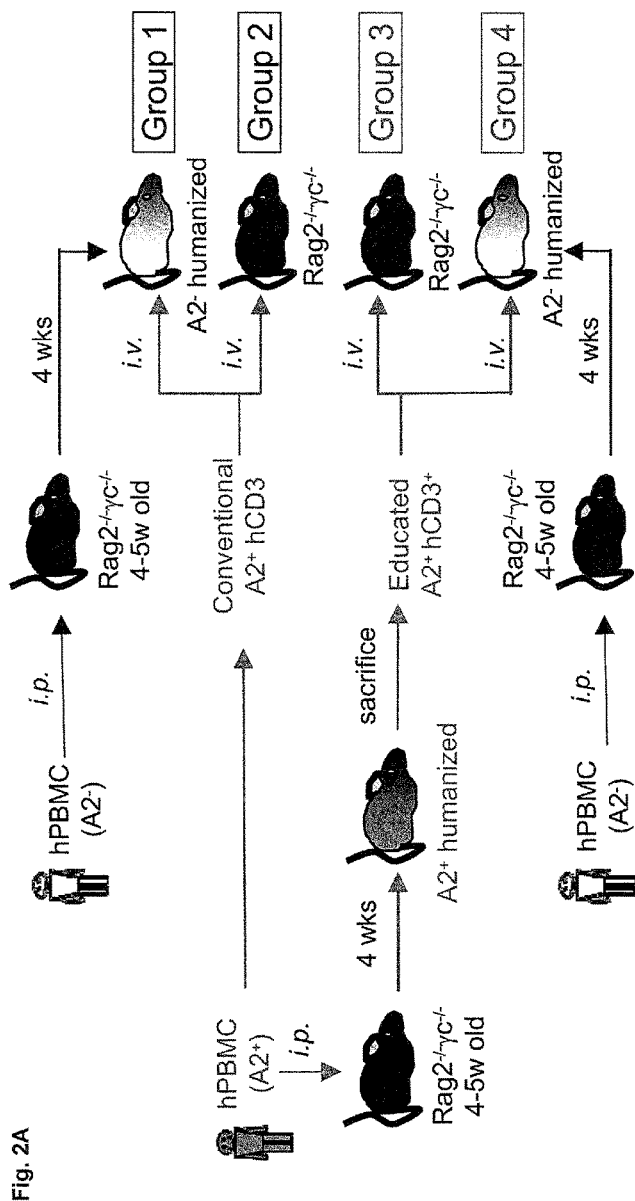 Fig. 2A
hPBMC
(A2-)
i.p.
Rag2-/-γc-/-
4-5w old
4 wks
A2- humanized
Group 1
hPBMC
(A2+)
i.p.
Conventional
A2+ hCD3
i.v.
i.v.
Rag2-/-γc-/-
Group 2
Rag2-/-γc-/-
4-5w old
4 wks
A2+ humanized
sacrifice
Educated
A2+ hCD3+
i.v.
i.v.
Rag2-/-γc-/-
Group 3
A2- humanized
Group 4
hPBMC
(A2-)
i.p.
Rag2-/-γc-/-
4-5w old
4 wks